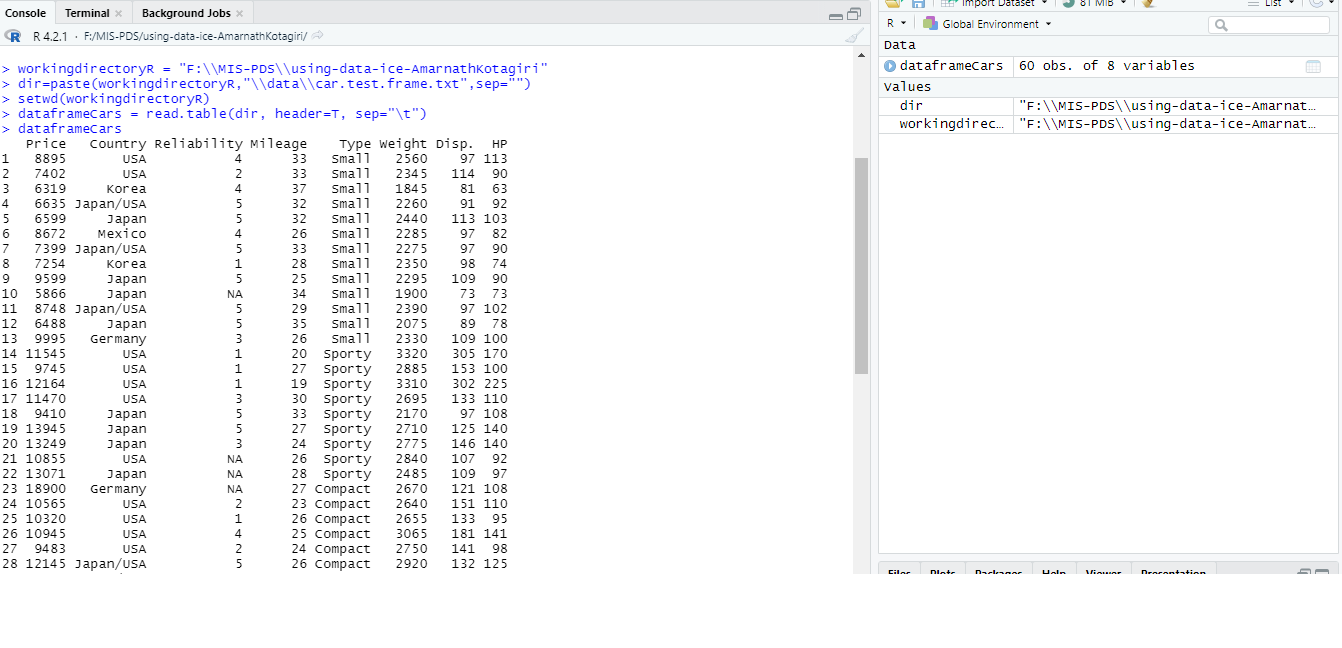 Console Terminal × Background Jobs ×
R 4.2.1 · F:/MIS-PDS/using-data-ice-AmarnathKotagiri/
> workingdirectoryR = "F:\\MIS-PDS\\using-data-ice-AmarnathKotagiri"
> dir=paste(workingdirectoryR,"\\data\\car.test.frame.txt",sep="")
> setwd(workingdirectoryR)
> dataframeCars = read.table(dir, header=T, sep="\t")
> dataframeCars
Price Country Reliability Mileage Type Weight Disp. HP
1 8895 USA 4 33 Small 2560 97 113
2 7402 USA 2 33 Small 2345 114 90
3 6319 Korea 4 37 Small 1845 81 63
4 6635 Japan/USA 5 32 Small 2260 91 92
5 6599 Japan 5 32 Small 2440 113 103
6 8672 Mexico 4 26 Small 2285 97 82
7 7399 Japan/USA 5 33 Small 2275 97 90
8 7254 Korea 1 28 Small 2350 98 74
9 9599 Japan 5 25 Small 2295 109 90
10 5866 Japan NA 34 Small 1900 73 73
11 8748 Japan/USA 5 29 Small 2390 97 102
12 6488 Japan 5 35 Small 2075 89 78
13 9995 Germany 3 26 Small 2330 109 100
14 11545 USA 1 20 Sporty 3320 305 170
15 9745 USA 1 27 Sporty 2885 153 100
16 12164 USA 1 19 Sporty 3310 302 225
17 11470 USA 3 30 Sporty 2695 133 110
18 9410 Japan 5 33 Sporty 2170 97 108
19 13945 Japan 5 27 Sporty 2710 125 140
20 13249 Japan 3 24 Sporty 2775 146 140
21 10855 USA NA 26 Sporty 2840 107 92
22 13071 Japan NA 28 Sporty 2485 109 97
23 18900 Germany NA 27 Compact 2670 121 108
24 10565 USA 2 23 Compact 2640 151 110
25 10320 USA 1 26 Compact 2655 133 95
26 10945 USA 4 25 Compact 3065 181 141
27 9483 USA 2 24 Compact 2750 141 98
28 12145 Japan/USA 5 26 Compact 2920 132 125
Import Dataset 81 MiB List
R Global Environment
Data
dataframeCars 60 obs. of 8 variables
Values
dir "F:\\MIS-PDS\\using-data-ice-Amarnat…
workingdirec… "F:\\MIS-PDS\\using-data-ice-Amarnat…
Files Plots Packages Help Viewer Presentation